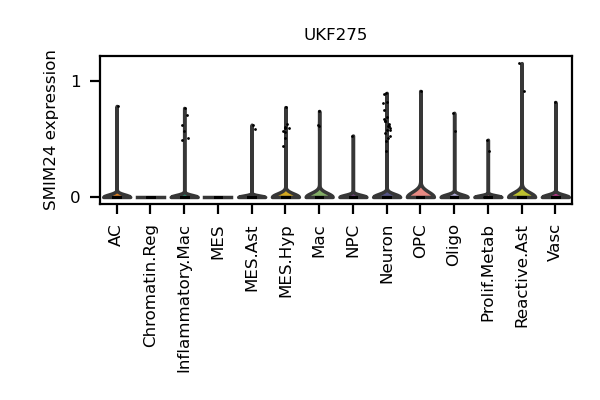 UKF275
SMIM24 expression
1
0
AC
Chromatin.Reg
Inflammatory.Mac
MES
MES.Ast
MES.Hyp
Mac
NPC
Neuron
OPC
Oligo
Prolif.Metab
Reactive.Ast
Vasc